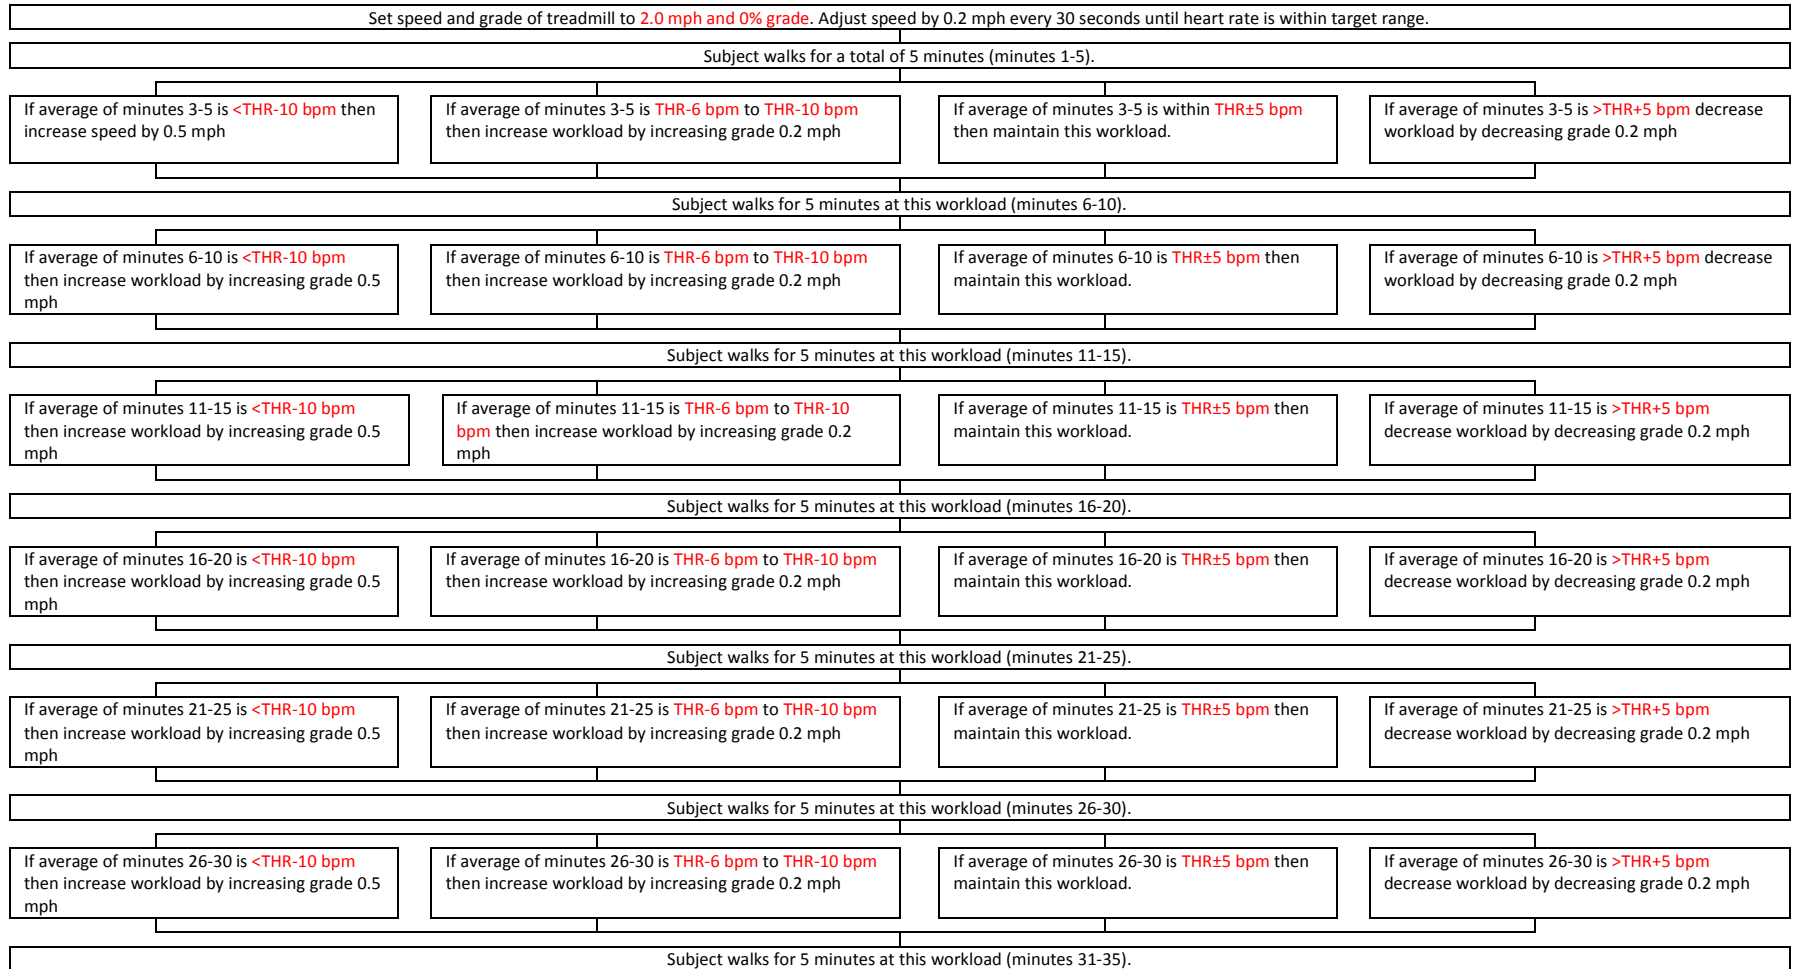 Set speed and grade of treadmill to 2.0 mph and 0% grade. Adjust speed by 0.2 mph every 30 seconds until heart rate is within target range.
Subject walks for a total of 5 minutes (minutes 1-5).
If average of minutes 3-5 is <THR-10 bpm then
increase speed by 0.5 mph
If average of minutes 3-5 is THR-6 bpm to THR-10 bpm
then increase workload by increasing grade 0.2 mph
If average of minutes 3-5 is within THR±5 bpm
then maintain this workload.
If average of minutes 3-5 is >THR+5 bpm decrease
workload by decreasing grade 0.2 mph
Subject walks for 5 minutes at this workload (minutes 6-10).
If average of minutes 6-10 is <THR-10 bpm
then increase workload by increasing grade 0.5
mph
If average of minutes 6-10 is THR-6 bpm to THR-10 bpm
then increase workload by increasing grade 0.2 mph
If average of minutes 6-10 is THR±5 bpm then
maintain this workload.
If average of minutes 6-10 is >THR+5 bpm decrease
workload by decreasing grade 0.2 mph
Subject walks for 5 minutes at this workload (minutes 11-15).
If average of minutes 11-15 is <THR-10 bpm
then increase workload by increasing grade 0.5
mph
If average of minutes 11-15 is THR-6 bpm to THR-10
bpm then increase workload by increasing grade 0.2
mph
If average of minutes 11-15 is THR±5 bpm then
maintain this workload.
If average of minutes 11-15 is >THR+5 bpm
decrease workload by decreasing grade 0.2 mph
Subject walks for 5 minutes at this workload (minutes 16-20).
If average of minutes 16-20 is <THR-10 bpm
then increase workload by increasing grade 0.5
mph
If average of minutes 16-20 is THR-6 bpm to THR-10 bpm
then increase workload by increasing grade 0.2 mph
If average of minutes 16-20 is THR±5 bpm then
maintain this workload.
If average of minutes 16-20 is >THR+5 bpm
decrease workload by decreasing grade 0.2 mph
Subject walks for 5 minutes at this workload (minutes 21-25).
If average of minutes 21-25 is <THR-10 bpm
then increase workload by increasing grade 0.5
mph
If average of minutes 21-25 is THR-6 bpm to THR-10 bpm
then increase workload by increasing grade 0.2 mph
If average of minutes 21-25 is THR±5 bpm then
maintain this workload.
If average of minutes 21-25 is >THR+5 bpm
decrease workload by decreasing grade 0.2 mph
Subject walks for 5 minutes at this workload (minutes 26-30).
If average of minutes 26-30 is <THR-10 bpm
then increase workload by increasing grade 0.5
mph
If average of minutes 26-30 is THR-6 bpm to THR-10 bpm
then increase workload by increasing grade 0.2 mph
If average of minutes 26-30 is THR±5 bpm then
maintain this workload.
If average of minutes 26-30 is >THR+5 bpm
decrease workload by decreasing grade 0.2 mph
Subject walks for 5 minutes at this workload (minutes 31-35).